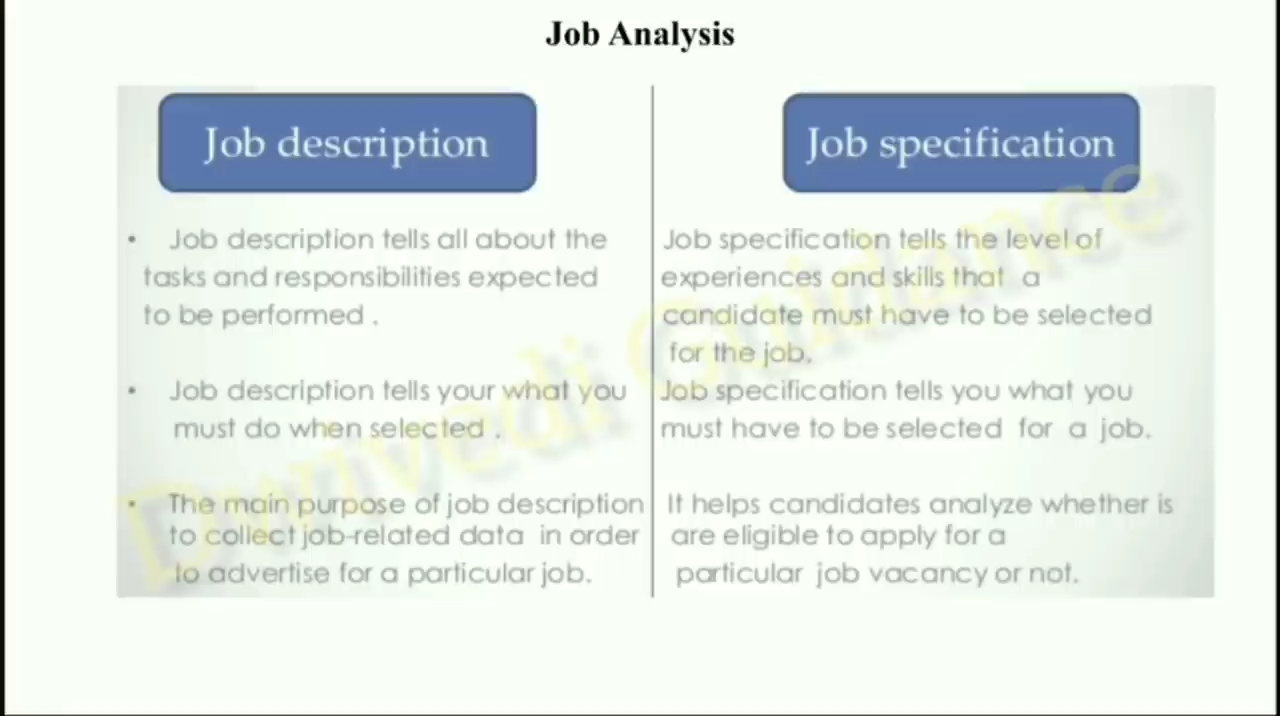 Job Analysis
Job description
• Job description tells all about the
tasks and responsibilities expected
to be performed .
• Job description tells your what you
must do when selected .
• The main purpose of job description
to collect job-related data in order
to advertise for a particular job.
Job specification
Job specification tells the level of
experiences and skills that a
candidate must have to be selected
for the job.
Job specification tells you what you
must have to be selected for a job.
It helps candidates analyze whether is
are eligible to apply for a
particular job vacancy or not.
Dwivedi Guidance